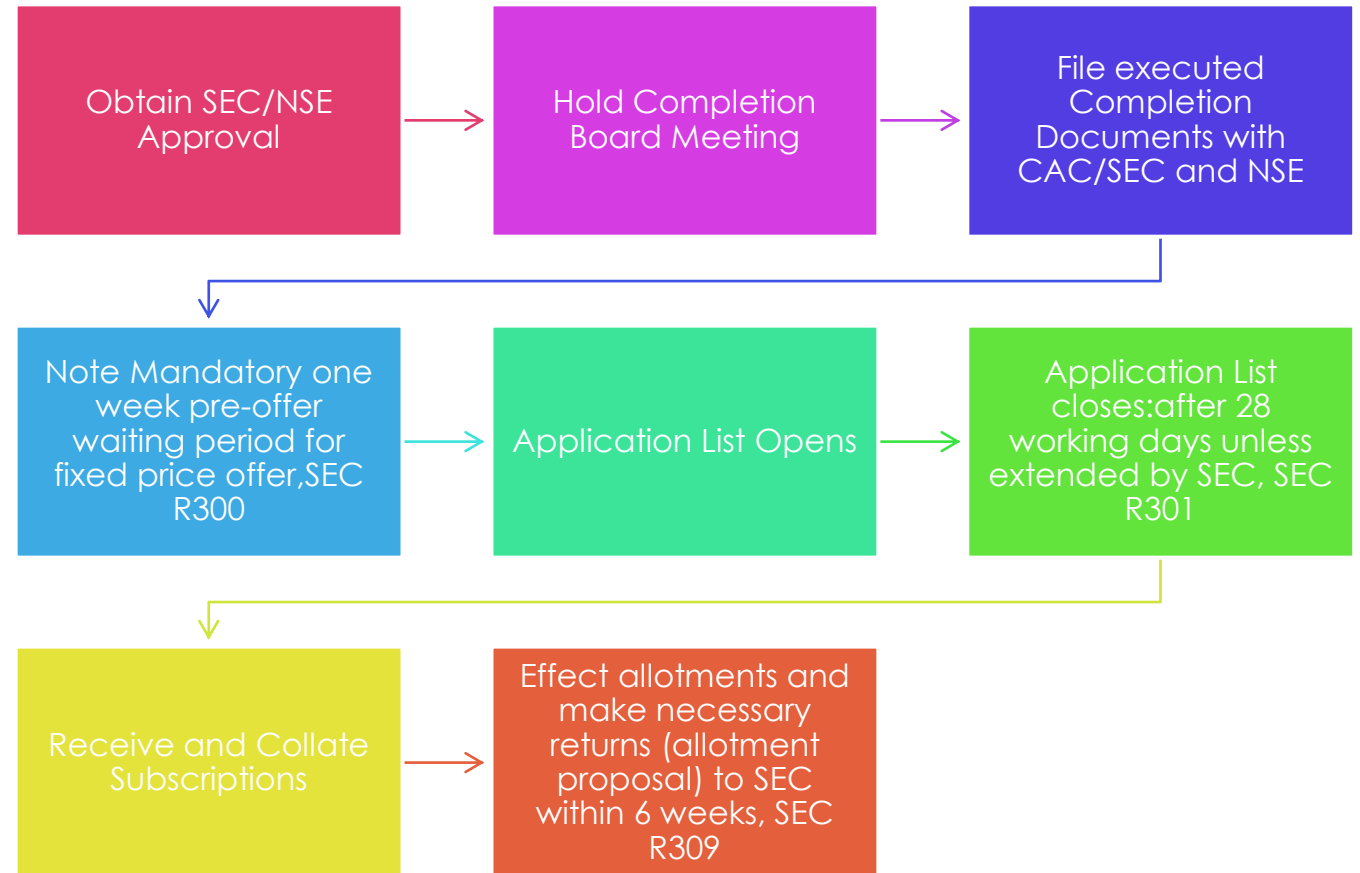 Obtain SEC/NSE
Approval
Hold Completion
Board Meeting
File executed
Completion
Documents with
CAC/SEC and NSE
Note Mandatory one
week pre-offer
waiting period for
fixed price offer,SEC
R300
Application List Opens
Application List
closes:after 28
working days unless
extended by SEC, SEC
R301
Receive and Collate
Subscriptions
Effect allotments and
make necessary
returns (allotment
proposal) to SEC
within 6 weeks, SEC
R309